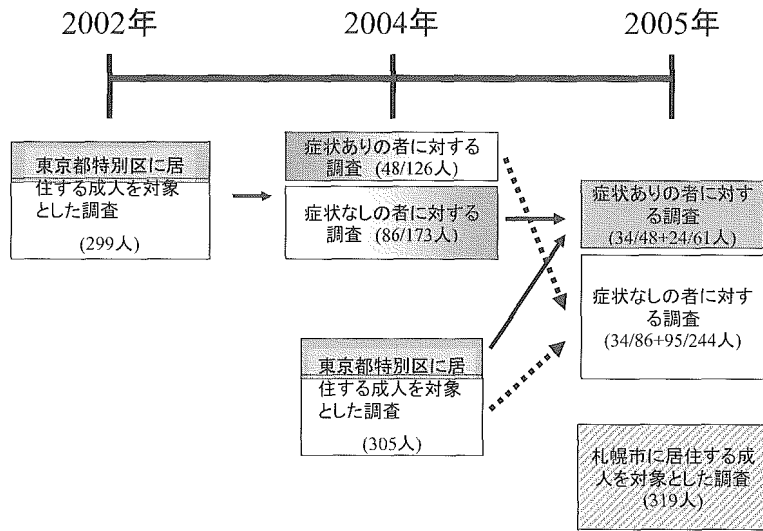 2002年
2004年
2005年
東京都特別区に居
住する成人を対象
とした調査
(299人)
症状ありの者に対する
調査 (48/126人)
症状なしの者に対する
調査 (86/173人)
東京都特別区に居
住する成人を対象
とした調査
(305人)
症状ありの者に対す
る調査
(34/48+24/61人)
症状なしの者に対す
る調査
(34/86+95/244人)
札幌市に居住する成
人を対象とした調査
(319人)